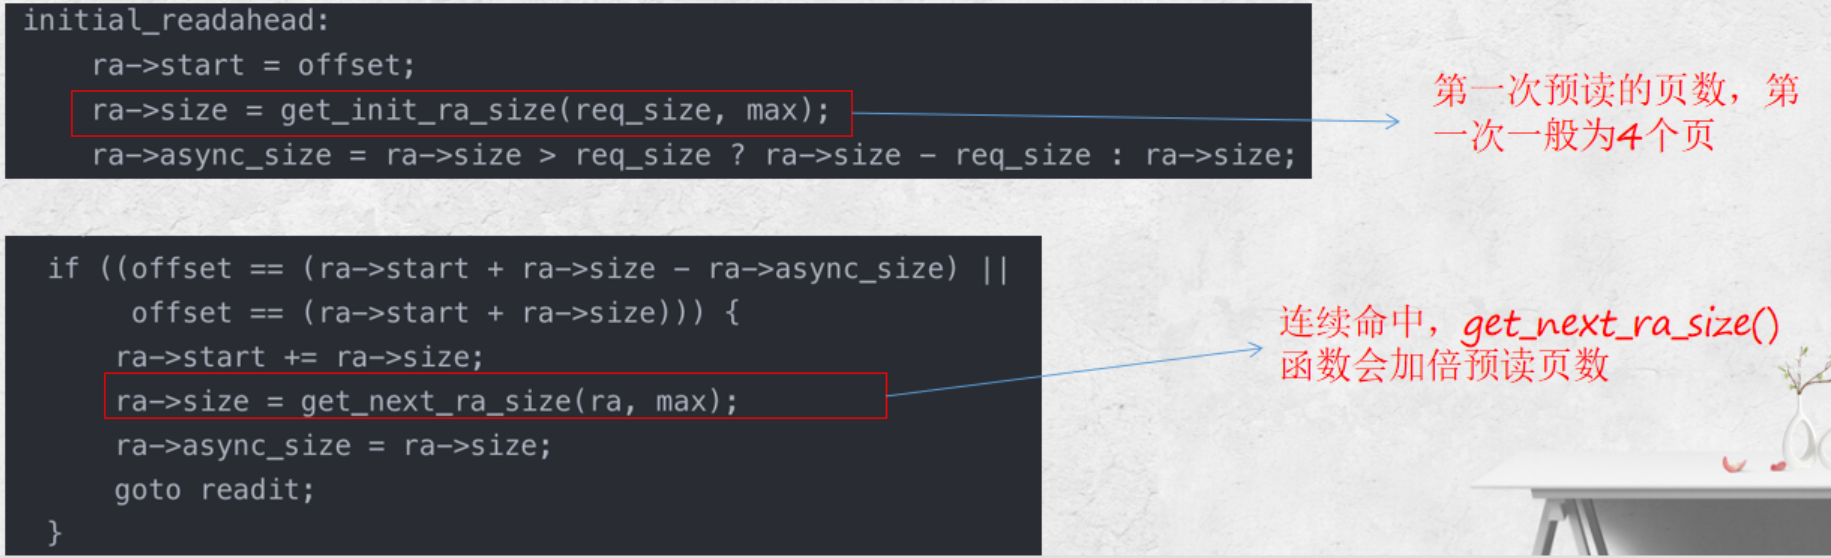 initial_readahead:
ra->start = offset;
ra->size = get_init_ra_size(req_size, max);
ra->async_size = ra->size > req_size ? ra->size - req_size : ra->size;
第一次预读的页数，第
一次一般为4个页
if ((offset == (ra->start + ra->size - ra->async_size) ||
offset == (ra->start + ra->size))) {
ra->start += ra->size;
ra->size = get_next_ra_size(ra, max);
ra->async_size = ra->size;
goto readit;
}
连续命中，get_next_ra_size()
函数会加倍预读页数